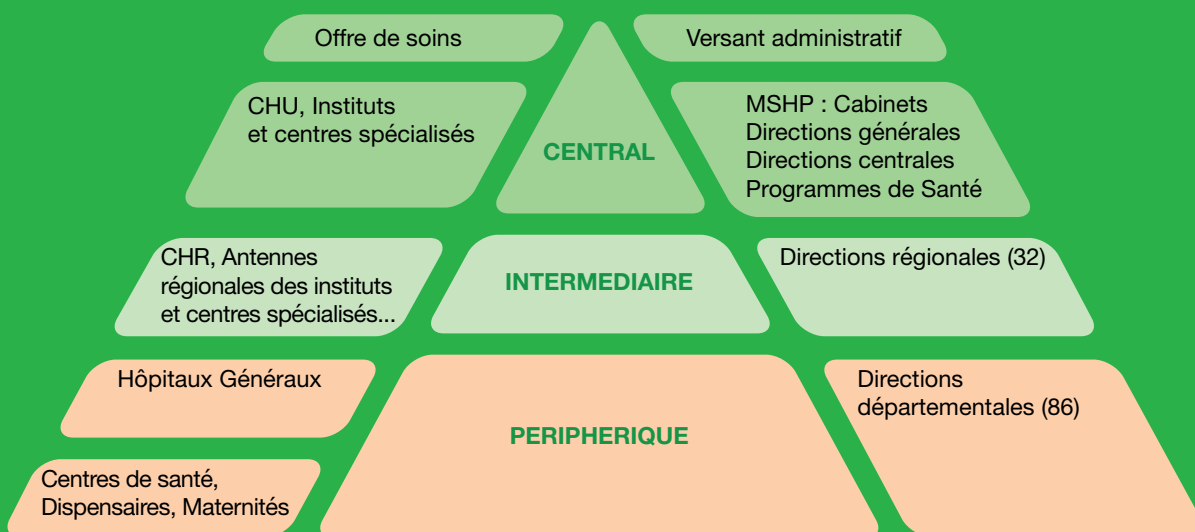 Offre de soins
Versant administratif
CHU, Instituts
et centres spécialisés
CENTRAL
MSHP : Cabinets
Directions générales
Directions centrales
Programmes de Santé
CHR, Antennes
régionales des instituts
et centres spécialisés...
INTERMEDIAIRE
Directions régionales (32)
Hôpitaux Généraux
Centres de santé,
Dispensaires, Maternités
PERIPHERIQUE
Directions
départementales (86)